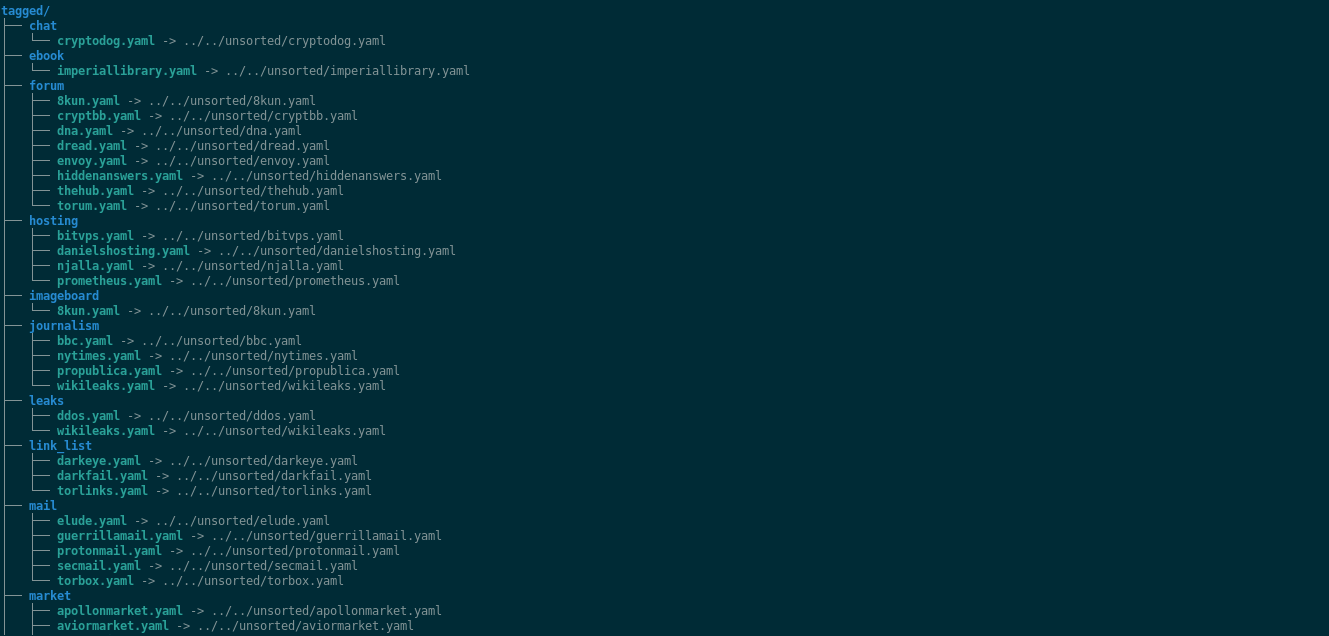 tagged/
├── chat
│   └── cryptodog.yaml -> ../../unsorted/cryptodog.yaml
├── ebook
│   └── imperiallibrary.yaml -> ../../unsorted/imperiallibrary.yaml
├── forum
│   ├── 8kun.yaml -> ../../unsorted/8kun.yaml
│   ├── cryptbb.yaml -> ../../unsorted/cryptbb.yaml
│   ├── dna.yaml -> ../../unsorted/dna.yaml
│   ├── dread.yaml -> ../../unsorted/dread.yaml
│   ├── envoy.yaml -> ../../unsorted/envoy.yaml
│   ├── hiddenanswers.yaml -> ../../unsorted/hiddenanswers.yaml
│   ├── thehub.yaml -> ../../unsorted/thehub.yaml
│   └── torum.yaml -> ../../unsorted/torum.yaml
├── hosting
│   ├── bitvps.yaml -> ../../unsorted/bitvps.yaml
│   ├── danielshosting.yaml -> ../../unsorted/danielshosting.yaml
│   ├── njalla.yaml -> ../../unsorted/njalla.yaml
│   └── prometheus.yaml -> ../../unsorted/prometheus.yaml
├── imageboard
│   └── 8kun.yaml -> ../../unsorted/8kun.yaml
├── journalism
│   ├── bbc.yaml -> ../../unsorted/bbc.yaml
│   ├── nytimes.yaml -> ../../unsorted/nytimes.yaml
│   ├── propublica.yaml -> ../../unsorted/propublica.yaml
│   └── wikileaks.yaml -> ../../unsorted/wikileaks.yaml
├── leaks
│   ├── ddos.yaml -> ../../unsorted/ddos.yaml
│   └── wikileaks.yaml -> ../../unsorted/wikileaks.yaml
├── link_list
│   ├── darkeye.yaml -> ../../unsorted/darkeye.yaml
│   ├── darkfail.yaml -> ../../unsorted/darkfail.yaml
│   └── torlinks.yaml -> ../../unsorted/torlinks.yaml
├── mail
│   ├── elude.yaml -> ../../unsorted/elude.yaml
│   ├── guerrillamail.yaml -> ../../unsorted/guerrillamail.yaml
│   ├── protonmail.yaml -> ../../unsorted/protonmail.yaml
│   ├── secmail.yaml -> ../../unsorted/secmail.yaml
│   └── torbox.yaml -> ../../unsorted/torbox.yaml
├── market
│   ├── apollonmarket.yaml -> ../../unsorted/apollonmarket.yaml
│   ├── aviormarket.yaml -> ../../unsorted/aviormarket.yaml